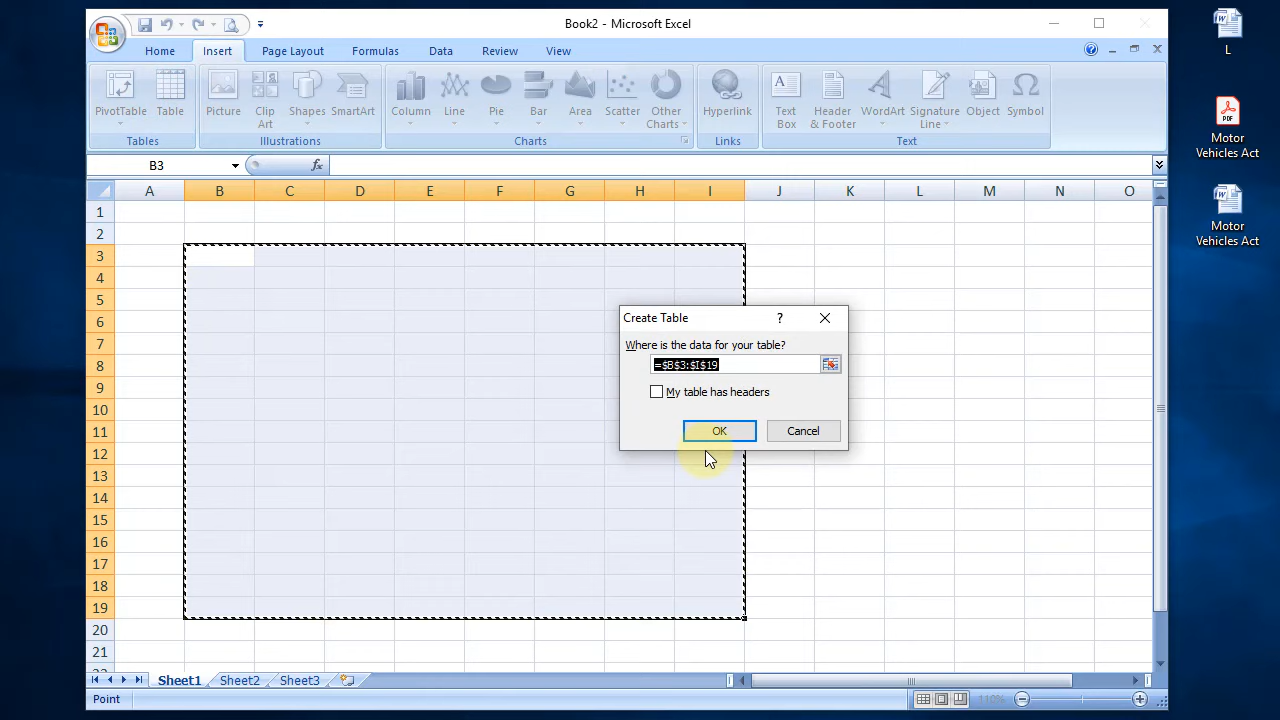 Book2 - Microsoft Excel
Home Insert Page Layout Formulas Data Review View
PivotTable Table Picture Clip Art Shapes SmartArt Column Line Pie Bar Area Scatter Other Charts Hyperlink Text Box Header & Footer WordArt Signature Line Object Symbol
Tables Illustrations Charts Links Text
B3 fx
A B C D E F G H I J K L M N O
1
2
3
4
5
6
7
8
9
10
11
12
13
14
15
16
17
18
19
20
21
22
Create Table ?
Where is the data for your table?
=$B$3:$I$19
My table has headers
OK Cancel
Sheet1 Sheet2 Sheet3
Point 110%
L
PDF
Motor
Vehicles Act
Motor
Vehicles Act